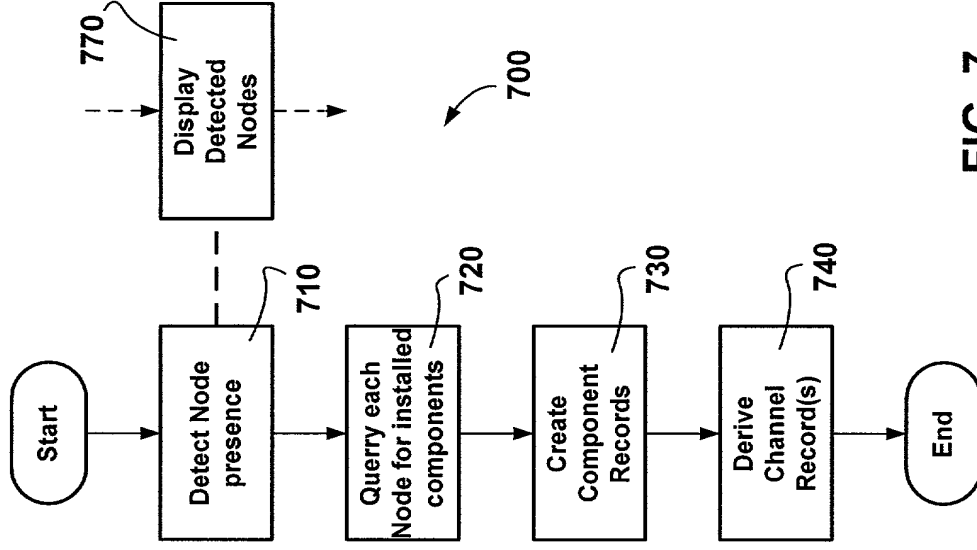 Start
Detect Node
presence
710
Querry each
Node for installed
components
720
Create
Component
Records
730
Derive
Channel
Record(s)
740
End
Display
Detected
Nodes
770
700
FIG. 7